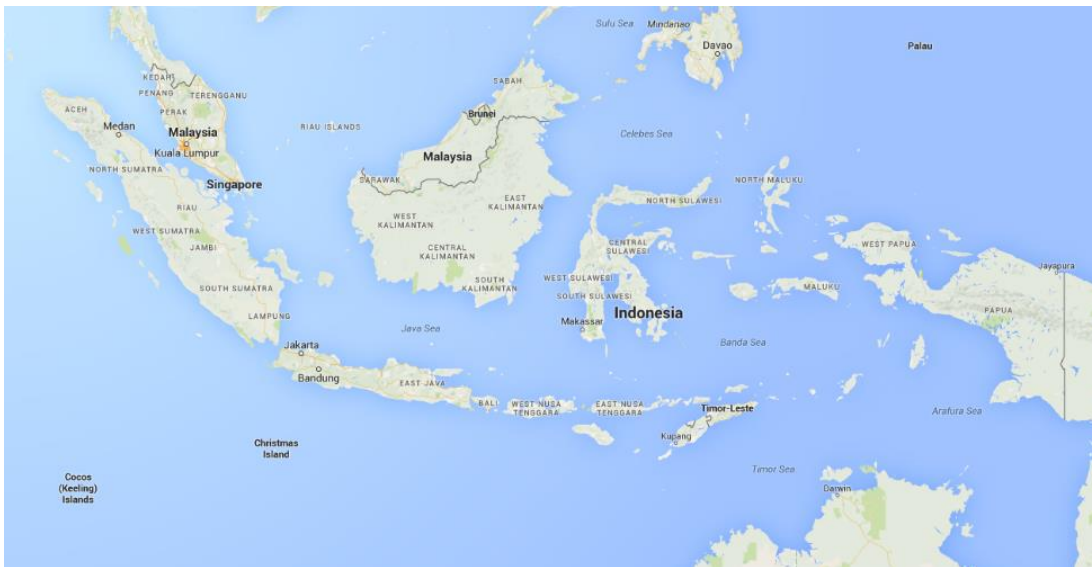 Sulu Sea
Mindanao
Davao
Palau
KEDAH
PENANG
TERENGGANU
PERAK
SABAH
ACEH
Medan
Malaysia
Kuala Lumpur
RIAU ISLANDS
Brunei
Malaysia
Celebes Sea
NORTH SUMATRA
Singapore
SARAWAK
NORTH MALUKU
RIAU
EAST
KALIMANTAN
NORTH SULAWESI
WEST
KALIMANTAN
WEST SUMATRA
JAMBI
CENTRAL
KALIMANTAN
CENTRAL
SULAWESI
WEST PAPUA
Jayapura
SOUTH
KALIMANTAN
WEST SULAWESI
SOUTH SUMATRA
SOUTH SULAWESI
MALUKU
LAMPUNG
Indonesia
PAPUA
Makassar
Java Sea
Banda Sea
Jakarta
Bandung
EAST JAVA
BALI
WEST NUSA
TENGGARA
EAST NUSA
TENGGARA
Timor-Leste
Arafura Sea
Kupang
Christmas
Island
Timor Sea
Cocos
(Keeling)
Islands
Darwin